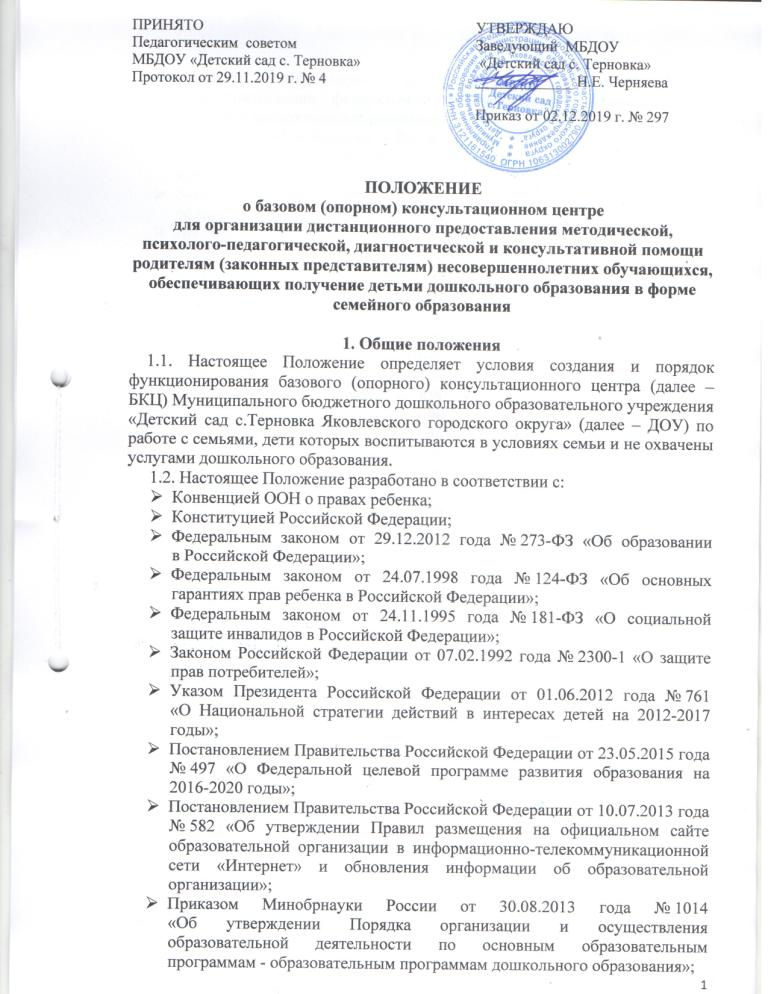 ПРИНЯТО
Педагогическим советом
МБДОУ «Детский сад с. Терновка»
Протокол от 29.11.2019 г. № 4
УТВЕРЖДАЮ
Заведующий МБДОУ
«Детский сад с. Терновка»
Н.Е. Черняева
Приказ от 02.12.2019 г. № 297
Детский сад
с.Терновка
ПОЛОЖЕНИЕ
о базовом (опорном) консультационном центре
для организации дистанционного предоставления методической,
психолого-педагогической, диагностической и консультативной помощи
родителям (законных представителям) несовершеннолетних обучающихся,
обеспечивающих получение детьми дошкольного образования в форме
семейного образования
1. Общие положения
1.1. Настоящее Положение определяет условия создания и порядок
функционирования базового (опорного) консультационного центра (далее –
БКЦ) Муниципального бюджетного дошкольного образовательного учреждения
«Детский сад с.Терновка Яковлевского городского округа» (далее – ДОУ) по
работе с семьями, дети которых воспитываются в условиях семьи и не охвачены
услугами дошкольного образования.
1.2. Настоящее Положение разработано в соответствии с:
➢ Конвенцией ООН о правах ребенка;
➢ Конституцией Российской Федерации;
➢ Федеральным законом от 29.12.2012 года № 273-ФЗ «Об образовании
в Российской Федерации»;
➢ Федеральным законом от 24.07.1998 года № 124-ФЗ «Об основных
гарантиях прав ребенка в Российской Федерации»;
➢ Федеральным законом от 24.11.1995 года № 181-ФЗ «О социальной
защите инвалидов в Российской Федерации»;
➢ Законом Российской Федерации от 07.02.1992 года № 2300-1 «О защите
прав потребителей»;
➢ Указом Президента Российской Федерации от 01.06.2012 года № 761
«О Национальной стратегии действий в интересах детей на 2012-2017
годы»;
➢ Постановлением Правительства Российской Федерации от 23.05.2015 года
№ 497 «О Федеральной целевой программе развития образования на
2016-2020 годы»;
➢ Постановлением Правительства Российской Федерации от 10.07.2013 года
№ 582 «Об утверждении Правил размещения на официальном сайте
образовательной организации в информационно-телекоммуникационной
сети «Интернет» и обновления информации об образовательной
организации»;
➢ Приказом Минобрнауки России от 30.08.2013 года № 1014
«Об утверждении Порядка организации и осуществления
образовательной деятельности по основным образовательным
программам - образовательным программам дошкольного образования»;
1